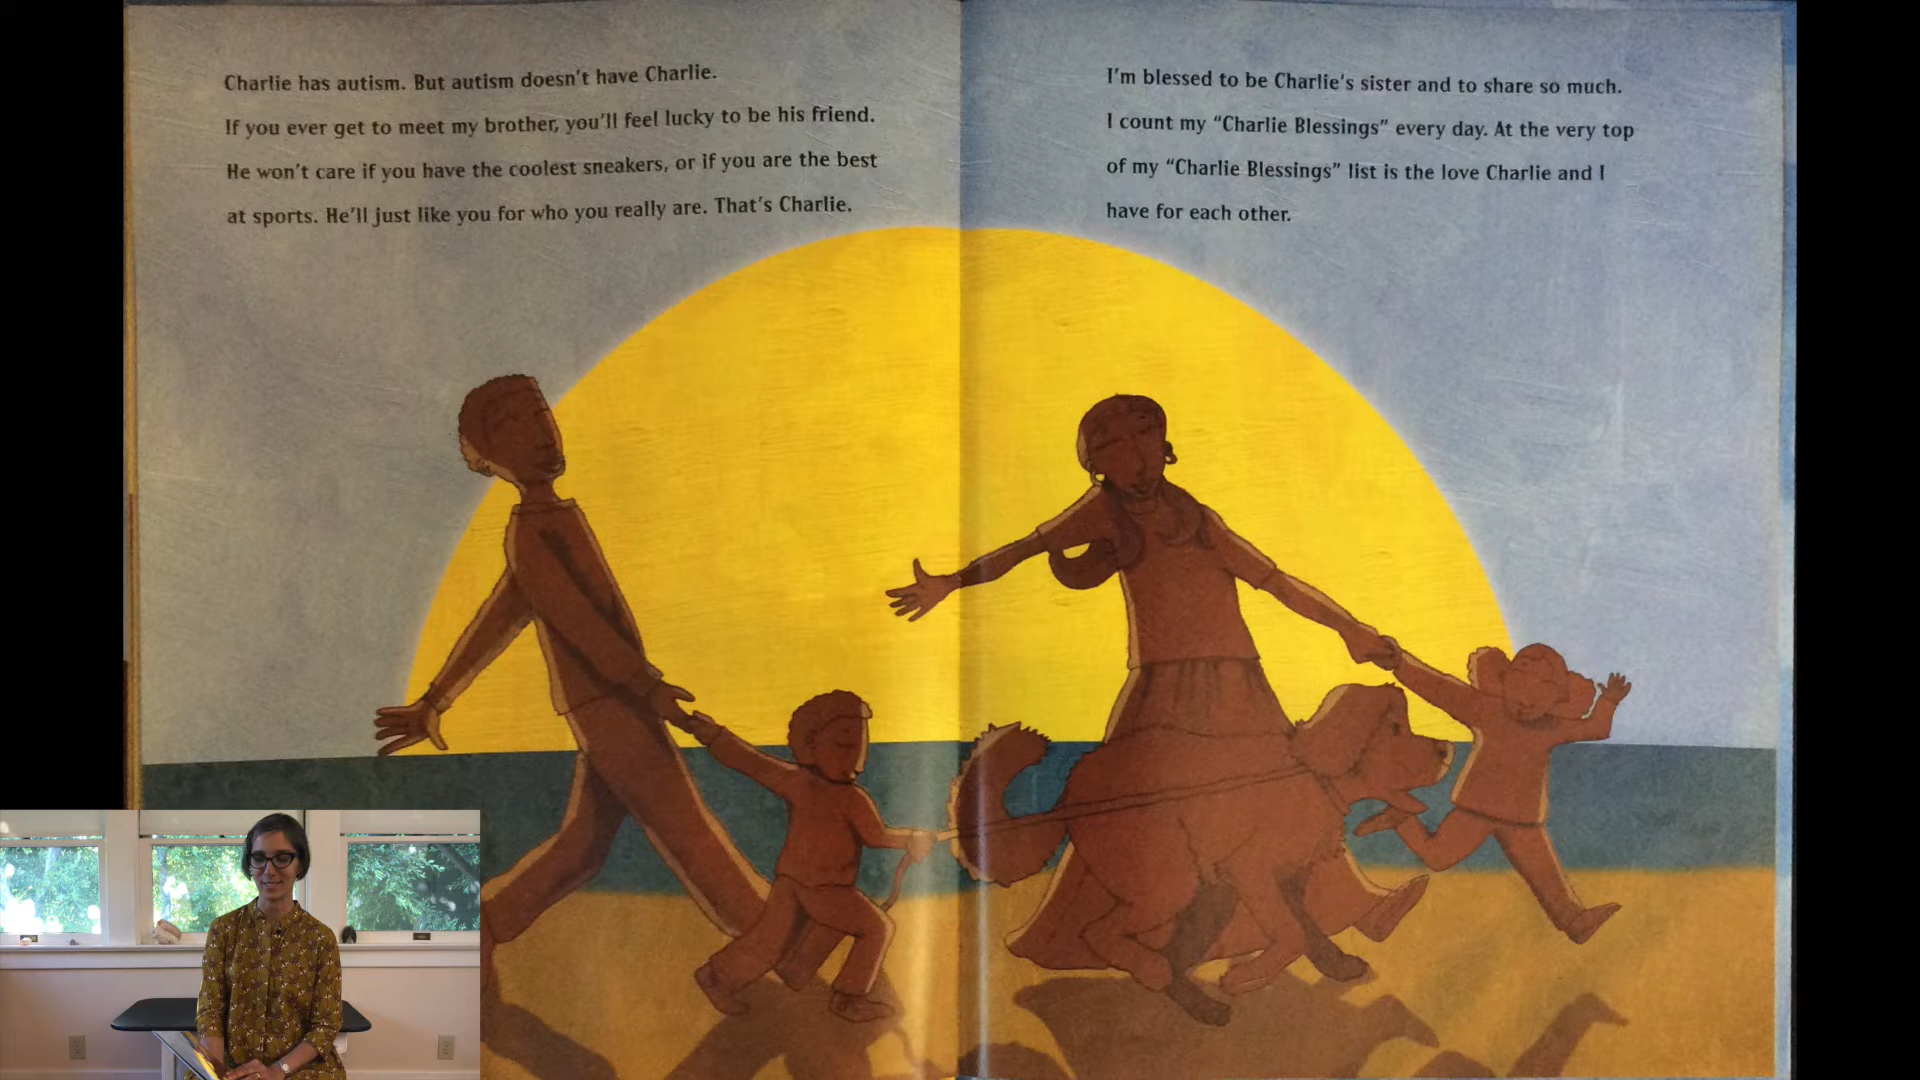 Charlie has autism. But autism doesn't have Charlie.
If you ever get to meet my brother, you'll feel lucky to be his friend.
He won't care if you have the coolest sneakers, or if you are the best
at sports. He'll just like you for who you really are. That's Charlie.
I'm blessed to be Charlie's sister and to share so much.
I count my “Charlie Blessings” every day. At the very top
of my “Charlie Blessings” list is the love Charlie and I
have for each other.